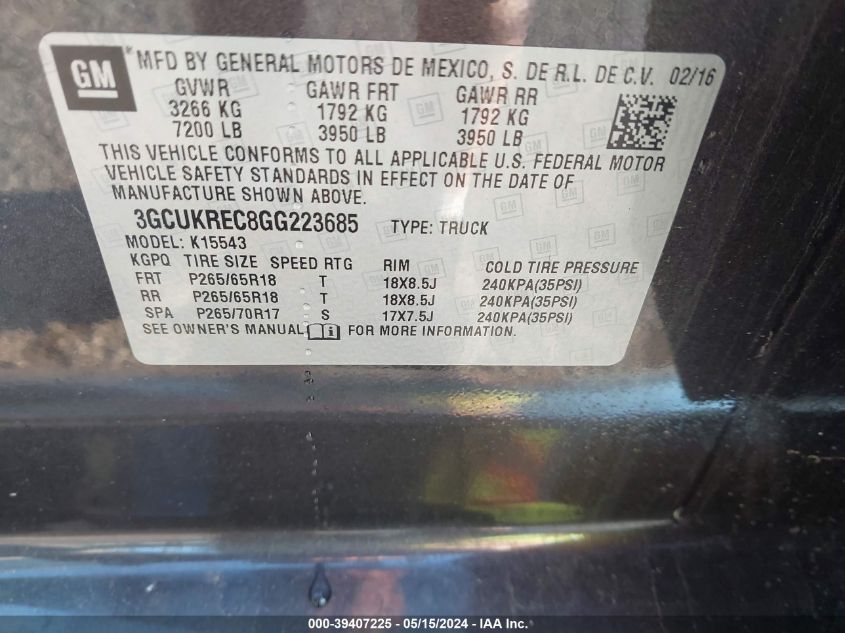 GM * MFD BY GENERAL MOTORS DE MEXICO, S. DE R.L. DE C.V. 02/16
GVWR GAWR FRT GAWR RR
3266 KG 1792 KG 1792 KG
7200 LB 3950 LB 3950 LB
THIS VEHICLE CONFORMS TO ALL APPLICABLE U.S. FEDERAL MOTOR
VEHICLE SAFETY STANDARDS IN EFFECT ON THE DATE OF
MANUFACTURE SHOWN ABOVE.
3GCUKREC8GG223685 TYPE: TRUCK
MODEL: K15543
KGPQ TIRE SIZE SPEED RTG RIM COLD TIRE PRESSURE
FRT P265/65R18 T 18X8.5J 240KPA(35PSI)
RR P265/65R18 T 18X8.5J 240KPA(35PSI)
SPA P265/70R17 S 17X7.5J 240KPA(35PSI)
SEE OWNER'S MANUAL i FOR MORE INFORMATION.
000-39407225 - 05/15/2024 - IAA Inc.